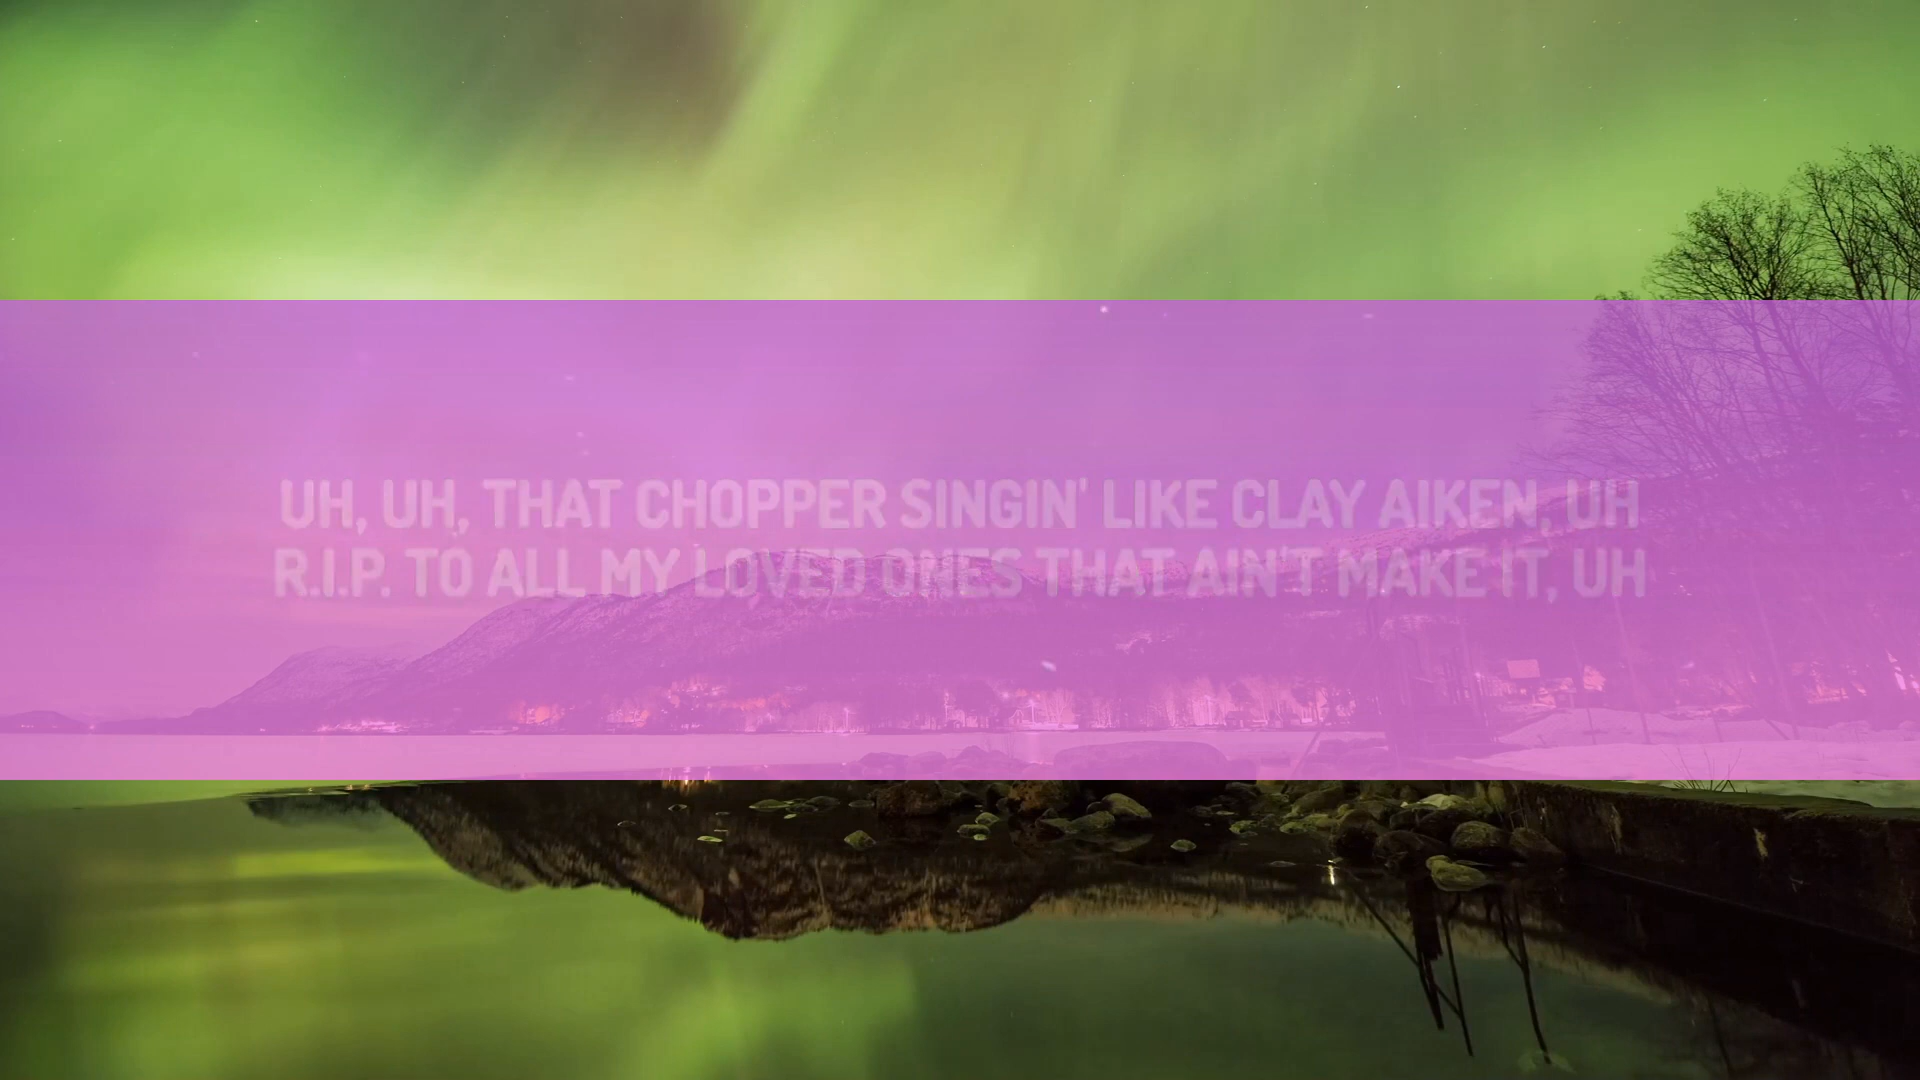 UH, UH, THAT CHOPPER SINGIN' LIKE CLAY AIKEN, UH
R.I.P. TO ALL MY LOVED ONES THAT AIN'T MAKE IT, UH